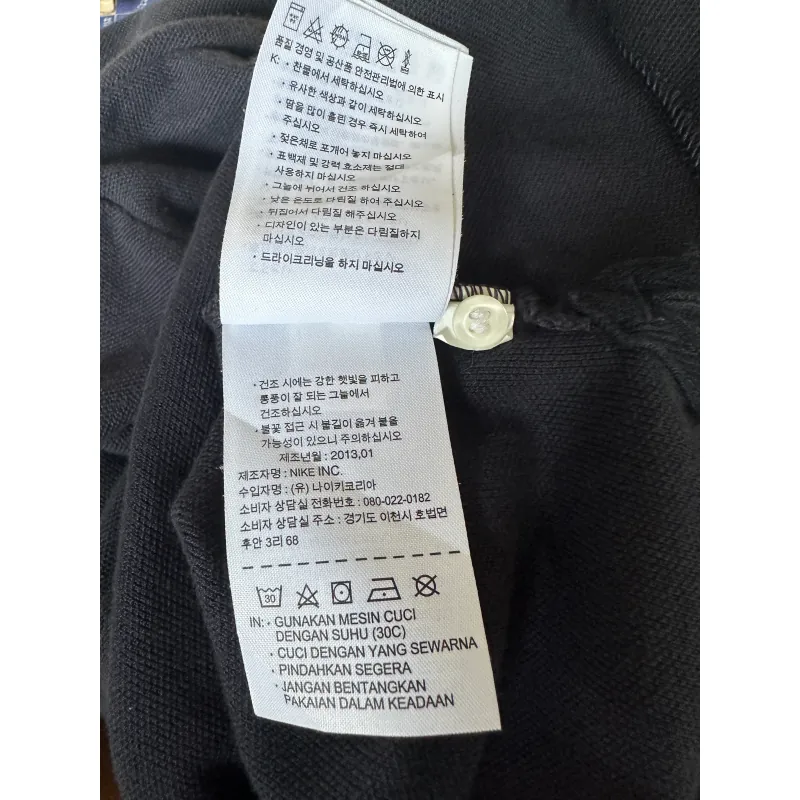 품질 경영 및 공산품 안전관리법에 의한 표시
K: • 찬물에서 세탁하십시오
• 유사한 색상과 같이 세탁하십시오
• 땀을 많이 흘린 경우 즉시 세탁하여
주십시오
• 젖은채로 포개어 놓지 마십시오
• 표백제 및 강력 효소제는 절대
사용하지 마십시오
• 그늘에 뉘어서 건조 하십시오
• 낮은 온도로 다림질 하여 주십시오
• 뒤집어서 다림질 해주십시오
• 디자인이 있는 부분은 다림질하지
마십시오
• 드라이크리닝을 하지 마십시오
• 건조 시에는 강한 햇빛을 피하고
통풍이 잘 되는 그늘에서
건조하십시오
• 불꽃 접근 시 불길이 옮겨 붙을
가능성이 있으니 주의하십시오
제조년월 : 2013,01
제조자명 : NIKE INC.
수입자명 : (유) 나이키코리아
소비자 상담실 전화번호 : 080-022-0182
소비자 상담실 주소 : 경기도 이천시 호법면
후안 3리 68
30
IN: • GUNAKAN MESIN CUCI
DENGAN SUHU (30C)
• CUCI DENGAN YANG SEWARNA
• PINDAHKAN SEGERA
• JANGAN BENTANGKAN
PAKAIAN DALAM KEADAAN